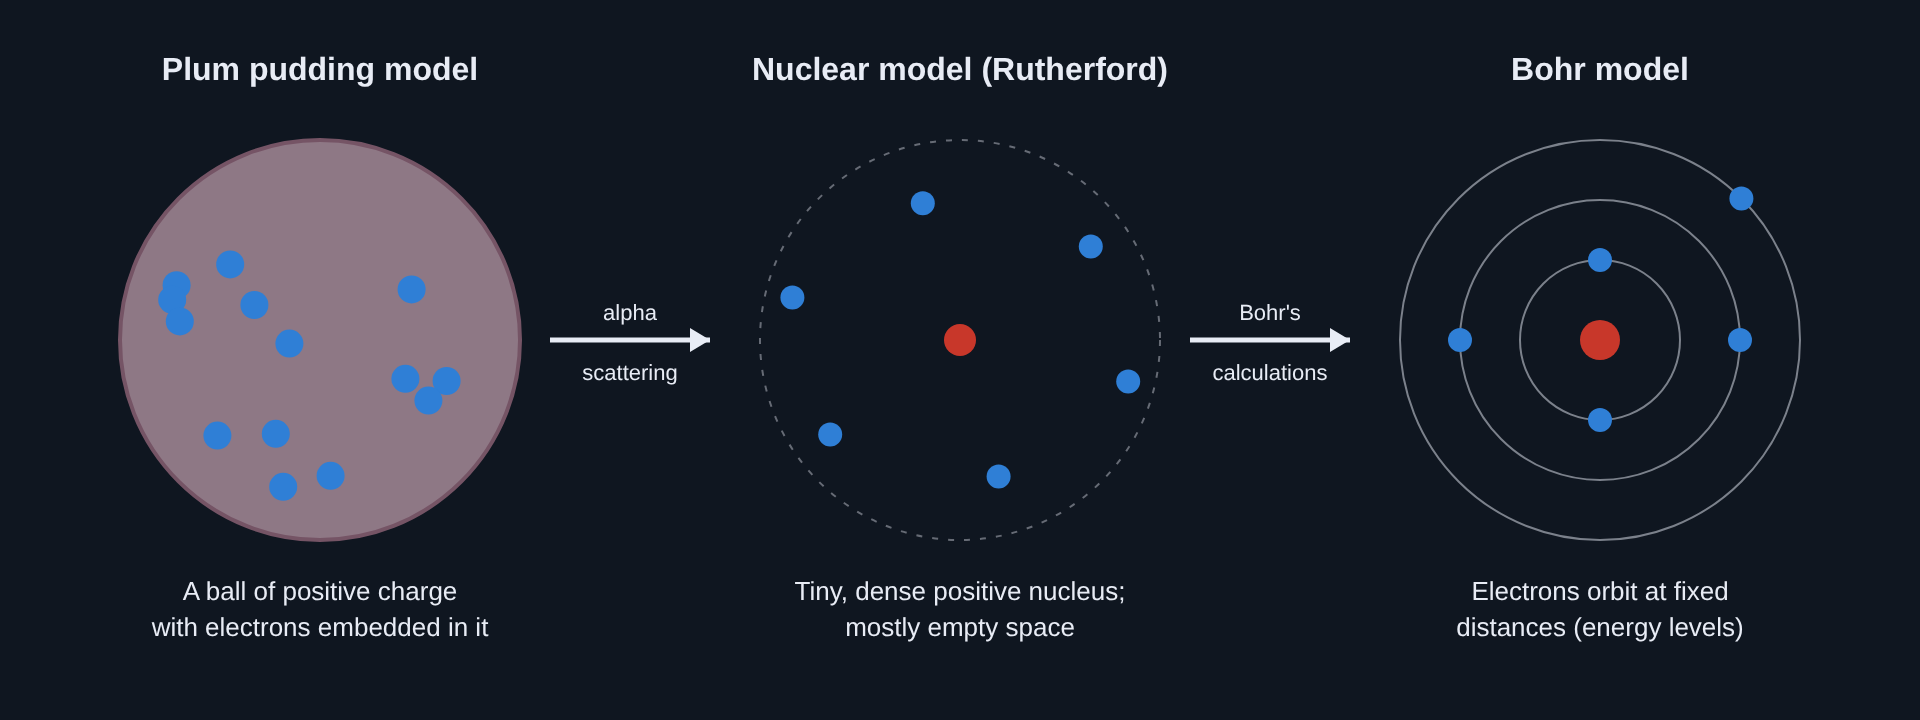 Plum pudding model
Nuclear model (Rutherford)
Bohr model
alpha
scattering
Bohr's
calculations
A ball of positive charge
with electrons embedded in it
Tiny, dense positive nucleus;
mostly empty space
Electrons orbit at fixed
distances (energy levels)